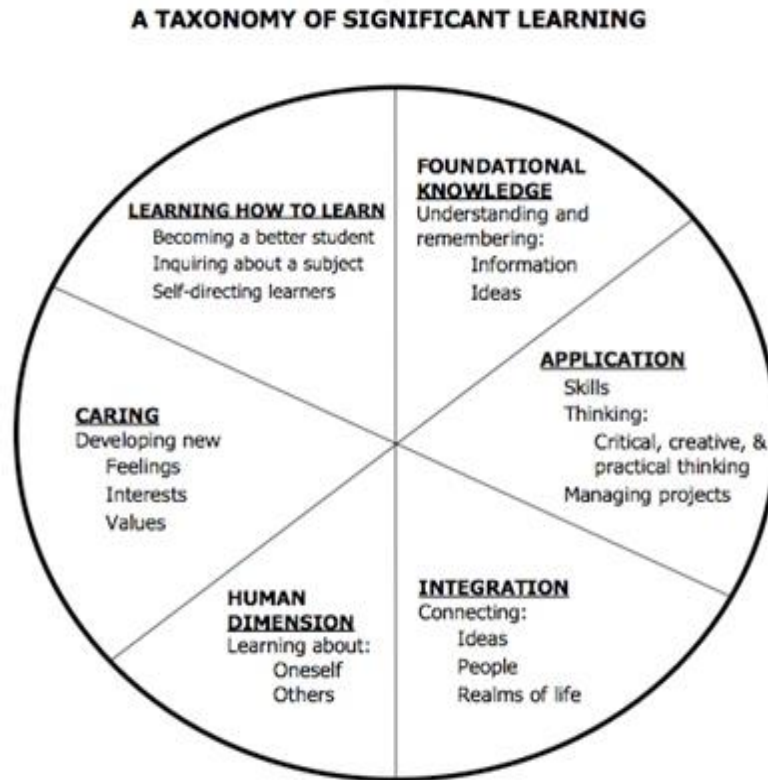 A TAXONOMY OF SIGNIFICANT LEARNING
FOUNDATIONAL
KNOWLEDGE
Understanding and
remembering:
Information
Ideas
APPLICATION
Skills
Thinking:
Critical, creative, &
practical thinking
Managing projects
INTEGRATION
Connecting:
Ideas
People
Realms of life
HUMAN
DIMENSION
Learning about:
Oneself
Others
CARING
Developing new
Feelings
Interests
Values
LEARNING HOW TO LEARN
Becoming a better student
Inquiring about a subject
Self-directing learners